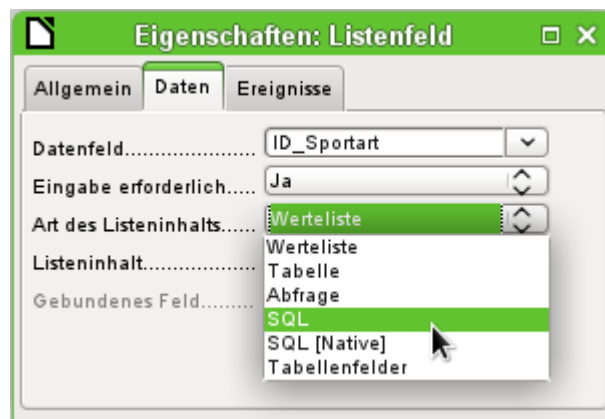 Eigenschaften: Listenfeld
Allgemein Daten Ereignisse
Datenfeld...................... ID_Sportart
Eingabe erforderlich..... Ja
Art des Listeninhalts...... Werteliste
Listeninhalt.................... Werteliste
Tabelle
Gebundenes Feld......... Abfrage
SQL
SQL [Native]
Tabellenfelder